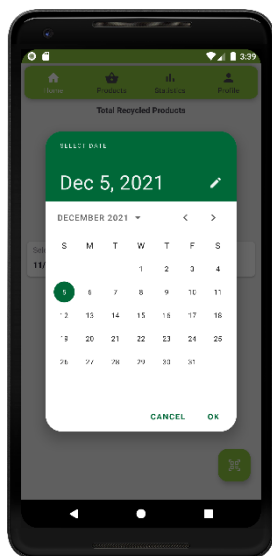 3:39
Home Products Statistics Profile
Total Recycled Products
SELECT DATE
Dec 5, 2021
DECEMBER 2021
S M T W T F S
1 2 3 4
5 6 7 8 9 10 11
12 13 14 15 16 17 18
19 20 21 22 23 24 25
26 27 28 29 30 31
Sele
11/
CANCEL OK